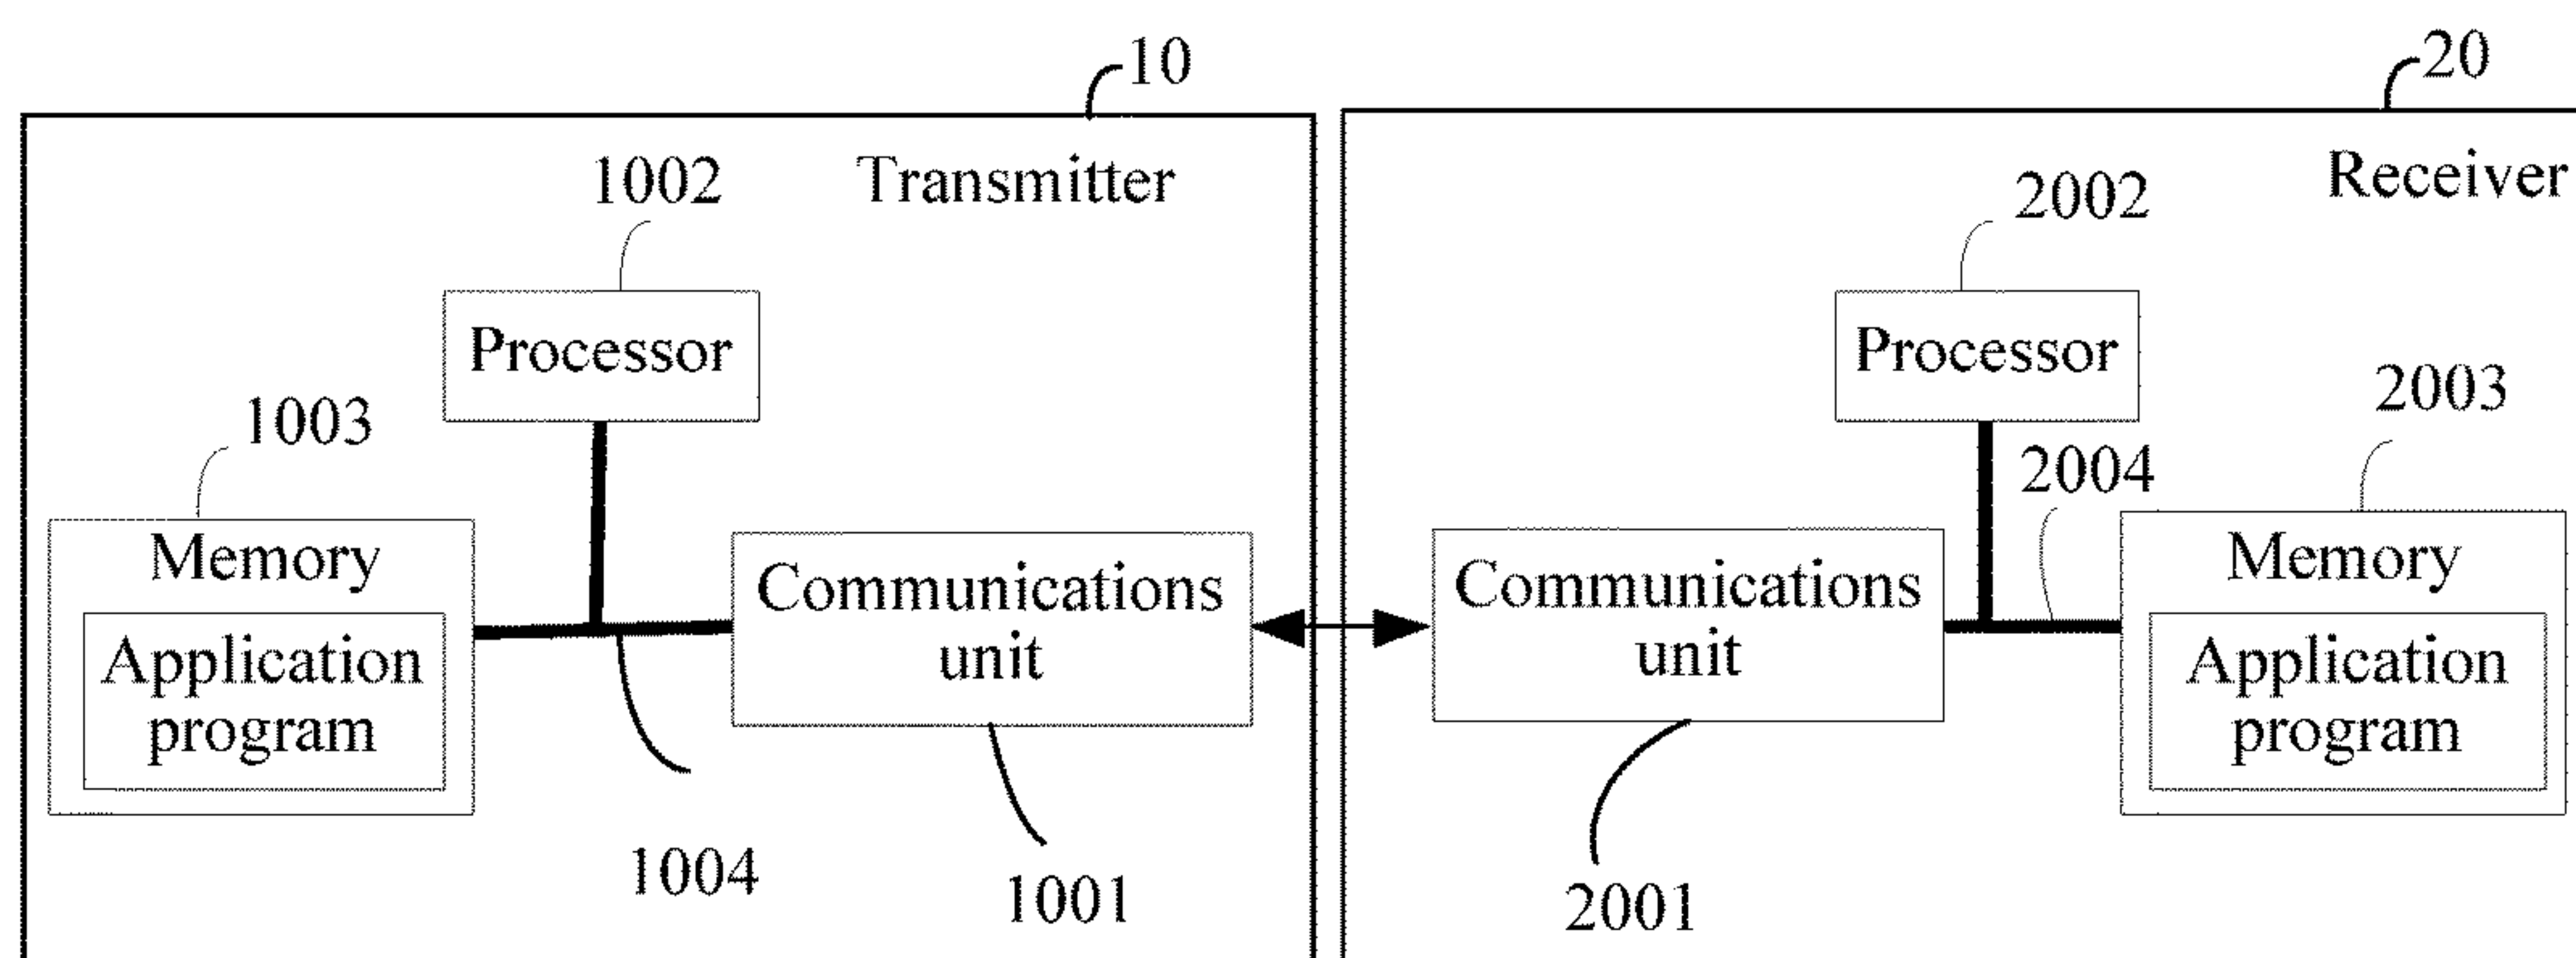 10
Transmitter
1002
Processor
1003
Memory
Application
program
Communications
unit
1004
1001
20
Receiver
2002
Processor
2003
2004
Communications
unit
Memory
Application
program
2001